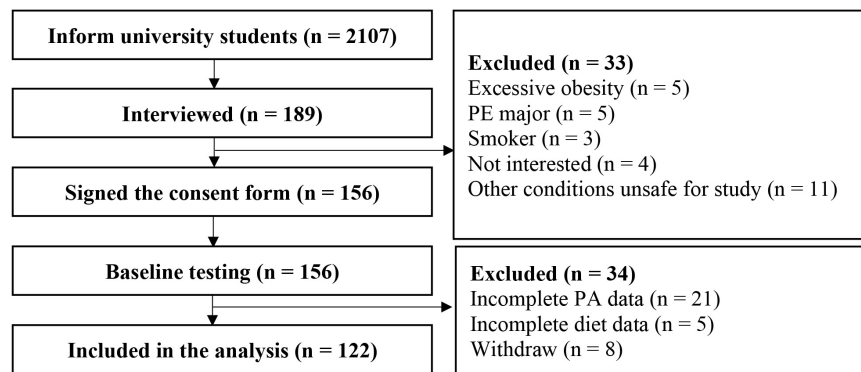 Inform university students (n = 2107)
Interviewed (n = 189)
Excluded (n = 33)
Excessive obesity (n = 5)
PE major (n = 5)
Smoker (n = 3)
Not interested (n = 4)
Other conditions unsafe for study (n = 11)
Signed the consent form (n = 156)
Baseline testing (n = 156)
Excluded (n = 34)
Incomplete PA data (n = 21)
Incomplete diet data (n = 5)
Withdraw (n = 8)
Included in the analysis (n = 122)